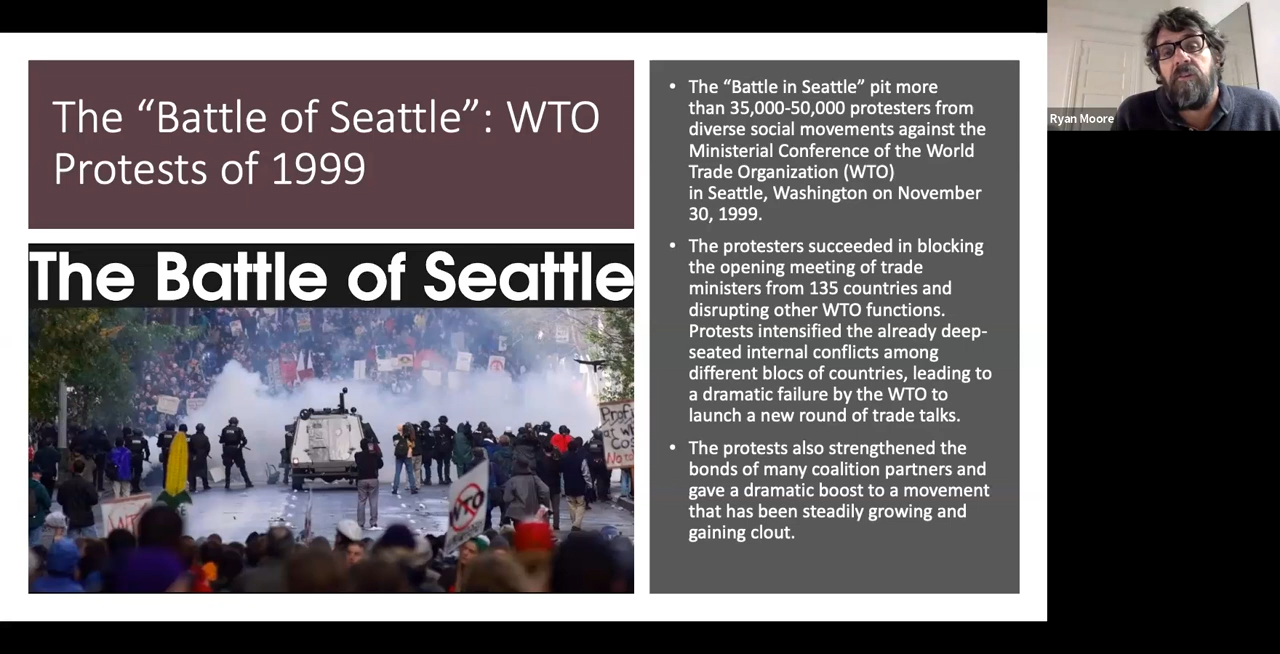 The “Battle of Seattle”: WTO
Protests of 1999
The Battle of Seattle
WTO
Profit
at wh
Cos
No to
• The “Battle in Seattle” pit more
than 35,000-50,000 protesters from
diverse social movements against the
Ministerial Conference of the World
Trade Organization (WTO)
in Seattle, Washington on November
30, 1999.
• The protesters succeeded in blocking
the opening meeting of trade
ministers from 135 countries and
disrupting other WTO functions.
Protests intensified the already deep-
seated internal conflicts among
different blocs of countries, leading to
a dramatic failure by the WTO to
launch a new round of trade talks.
• The protests also strengthened the
bonds of many coalition partners and
gave a dramatic boost to a movement
that has been steadily growing and
gaining clout.
Ryan Moore